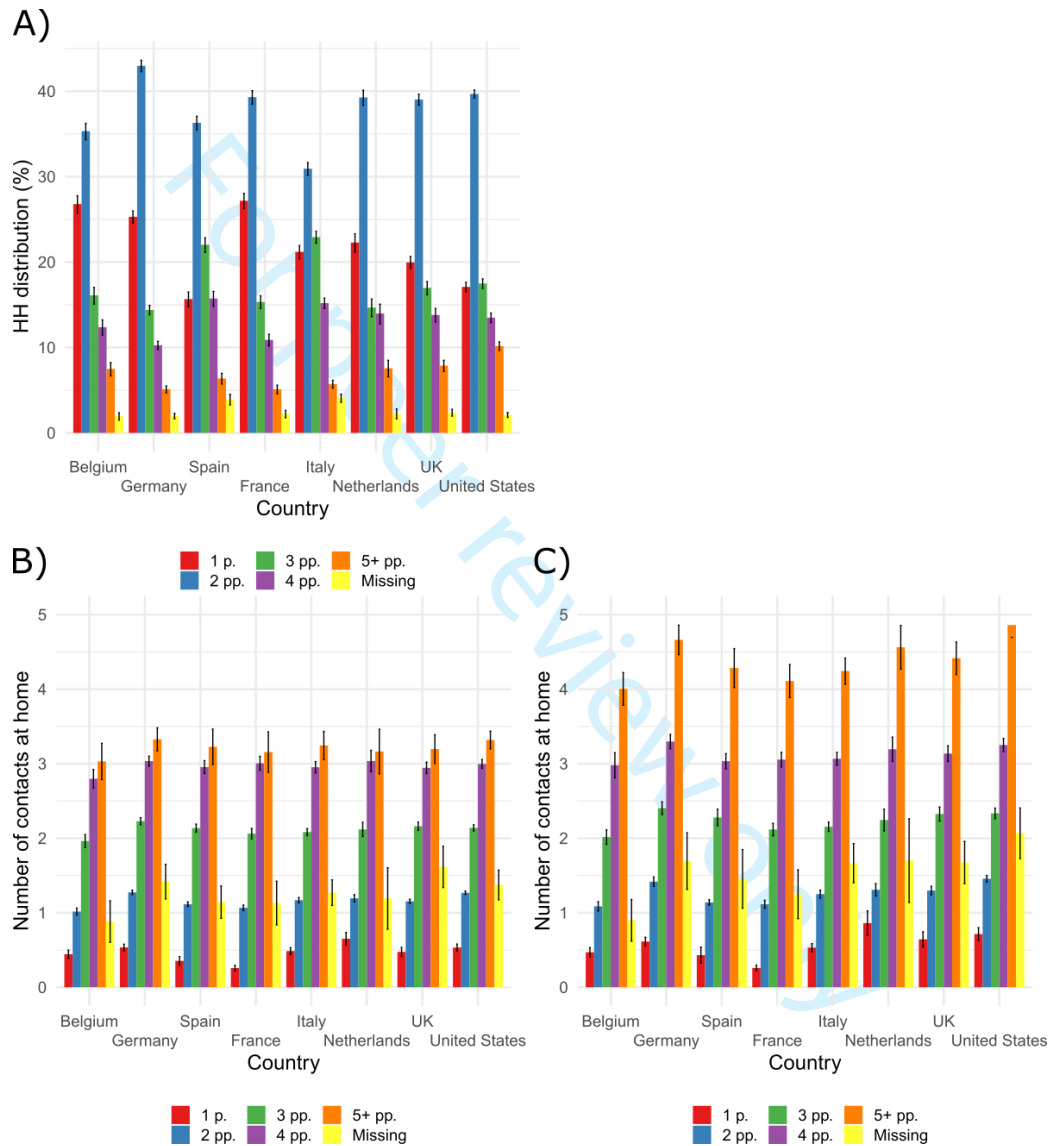 A)
HH distribution (%)
40
30
20
10
0
Belgium Spain Italy UK
Germany France Netherlands United States
Country
1 p. 3 pp. 5+ pp.
2 pp. 4 pp. Missing
For peer review only
B)
Number of contacts at home
5
4
3
2
1
0
Belgium Spain Italy UK
Germany France Netherlands United States
Country
1 p. 3 pp. 5+ pp.
2 pp. 4 pp. Missing
C)
Number of contacts at home
5
4
3
2
1
0
Belgium Spain Italy UK
Germany France Netherlands United States
Country
1 p. 3 pp. 5+ pp.
2 pp. 4 pp. Missing